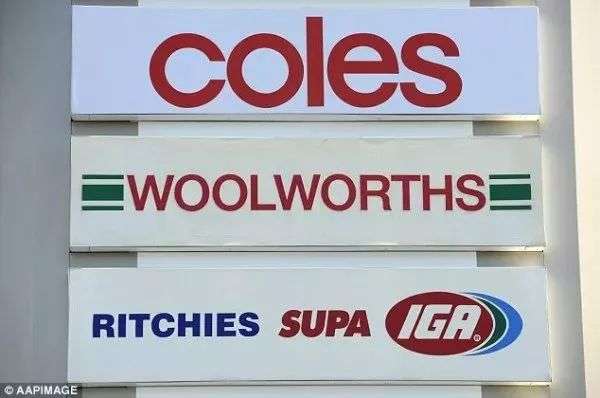 coles
WOOLWORTHS
RITCHIES SUPA IGA®
© AAPIMAGE